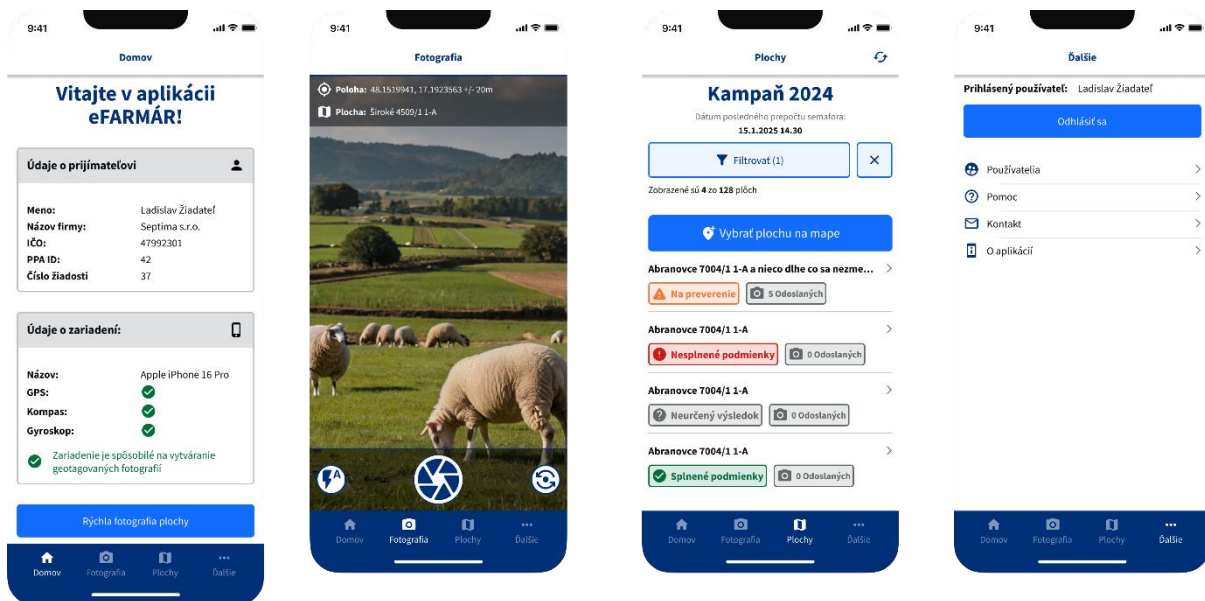 9:41
Domov
Vitajte v aplikácii
eFARMÁR!
Údaje o prijímateľovi
Meno: Ladislav Žiadateľ
Názov firmy: Septima s.r.o.
IČO: 47992301
PPA ID: 42
Číslo žiadosti 37
Údaje o zariadení:
Názov: Apple iPhone 16 Pro
GPS:
Kompas:
Gyroskop:
Zariadenie je spôsobilé na vytváranie
geotagovaných fotografií
Rýchla fotografia plochy
Domov Fotografia Plochy Ďalšie
9:41
Fotografia
Poloha: 48.1519941, 17.1923563 +/- 20m
Plocha: Široké 4509/1 1-A
A
Domov Fotografia Plochy Ďalšie
9:41
Plochy
Kampaň 2024
Dátum posledného prepočtu semafora:
15.1.2025 14.30
Filtrovať (1)
Zobrazené sú 4 zo 128 plôch
Vybrať plochu na mape
Abranovce 7004/1 1-A a nieco dlhe co sa nezme...
Na preverenie 5 Odoslaných
Abranovce 7004/1 1-A
Nesplnené podmienky 0 Odoslaných
Abranovce 7004/1 1-A
Neurčený výsledok 0 Odoslaných
Abranovce 7004/1 1-A
Splnené podmienky 0 Odoslaných
Domov Fotografia Plochy Ďalšie
9:41
Ďalšie
Prihlásený používateľ: Ladislav Žiadateľ
Odhlásiť sa
Používatelia
Pomoc
Kontakt
O aplikácií
Domov Fotografia Plochy Ďalšie